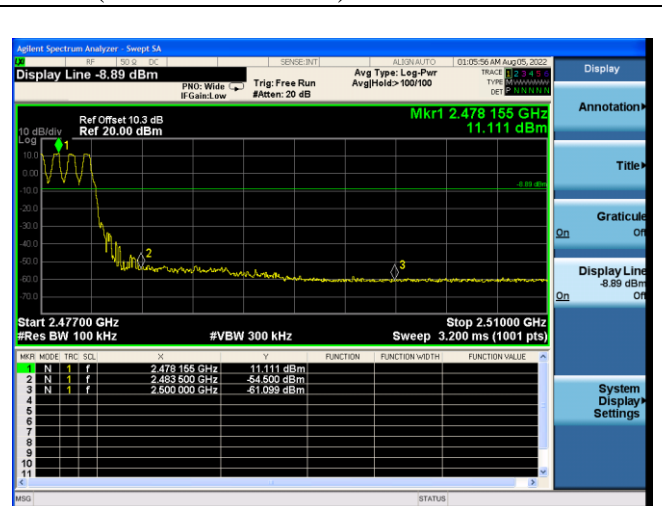 Agilent Spectrum Analyzer - Swept SA
RF 50 Ω DC SENSE:INT ALIGN AUTO 01:05:56 AM Aug 05, 2022
Display Line -8.89 dBm
PNO: Wide
IFGain:Low
Trig: Free Run
#Atten: 20 dB
Avg Type: Log-Pwr
Avg|Hold>100/100
TRACE 1 2 3 4 5 6
TYPE MWWWWW
DET P N N N N N
Ref Offset 10.3 dB
10 dB/div Ref 20.00 dBm
Log
Mkr1 2.478 155 GHz
11.111 dBm
1
10.0
0.00
-8.89 dBm
-10.0
-20.0
-30.0
-40.0
2
3
-50.0
-60.0
-70.0
Start 2.47700 GHz Stop 2.51000 GHz
#Res BW 100 kHz #VBW 300 kHz Sweep 3.200 ms (1001 pts)
MKR MODE TRC SCL X Y FUNCTION FUNCTION WIDTH FUNCTION VALUE
1 N 1 f 2.478 155 GHz 11.111 dBm
2 N 1 f 2.483 500 GHz -54.500 dBm
3 N 1 f 2.500 000 GHz -61.099 dBm
4
5
6
7
8
9
10
11
MSG STATUS
Display
Annotation
Title
Graticule
On Off
Display Line
-8.89 dBm
On Off
System
Display
Settings